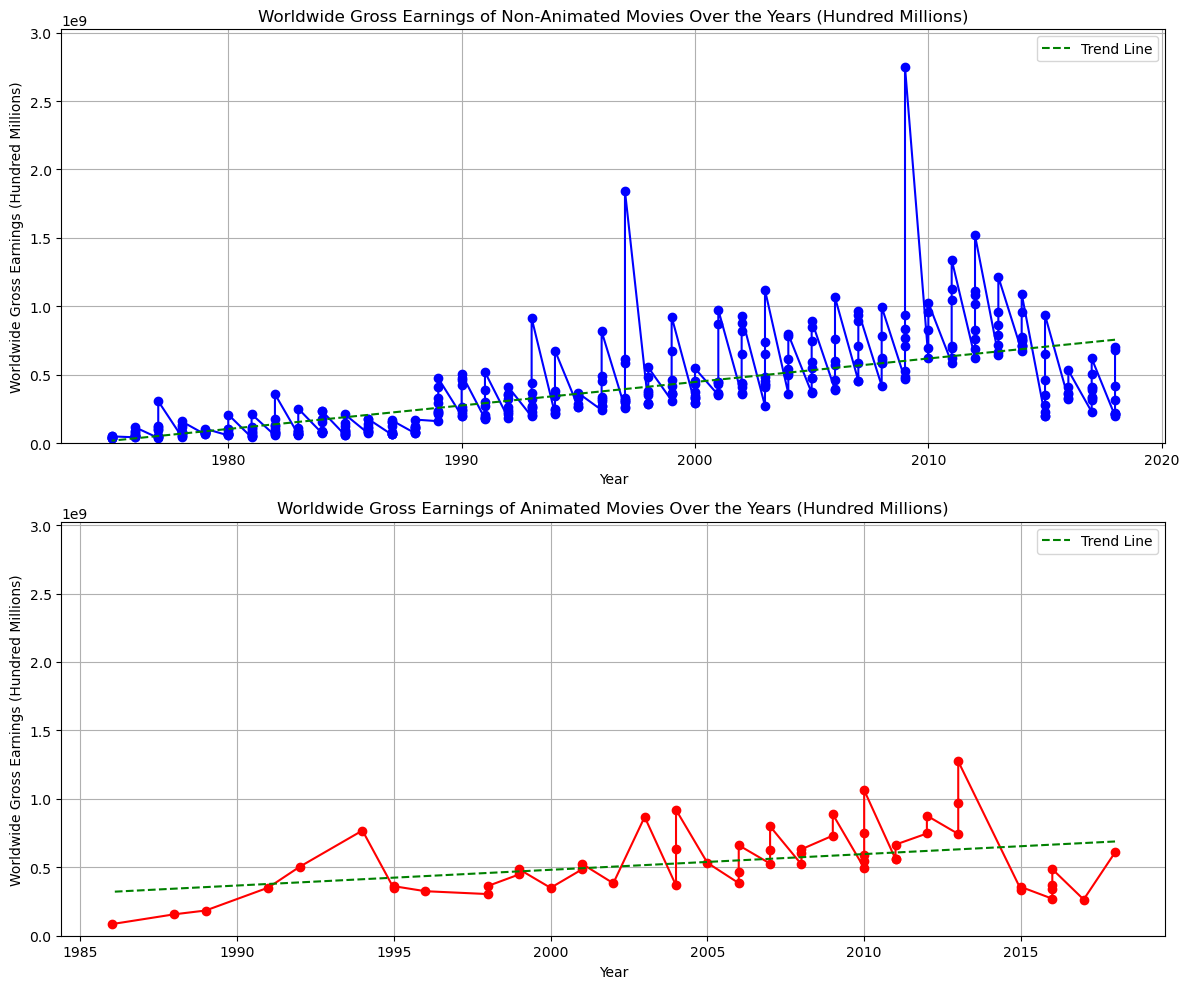 Worldwide Gross Earnings of Non-Animated Movies Over the Years (Hundred Millions)
1e9
3.0
2.5
2.0
1.5
1.0
0.5
0.0
Worldwide Gross Earnings (Hundred Millions)
Trend Line
1980
1990
2000
2010
2020
Year
Worldwide Gross Earnings of Animated Movies Over the Years (Hundred Millions)
1e9
3.0
2.5
2.0
1.5
1.0
0.5
0.0
Worldwide Gross Earnings (Hundred Millions)
Trend Line
1985
1990
1995
2000
2005
2010
2015
Year